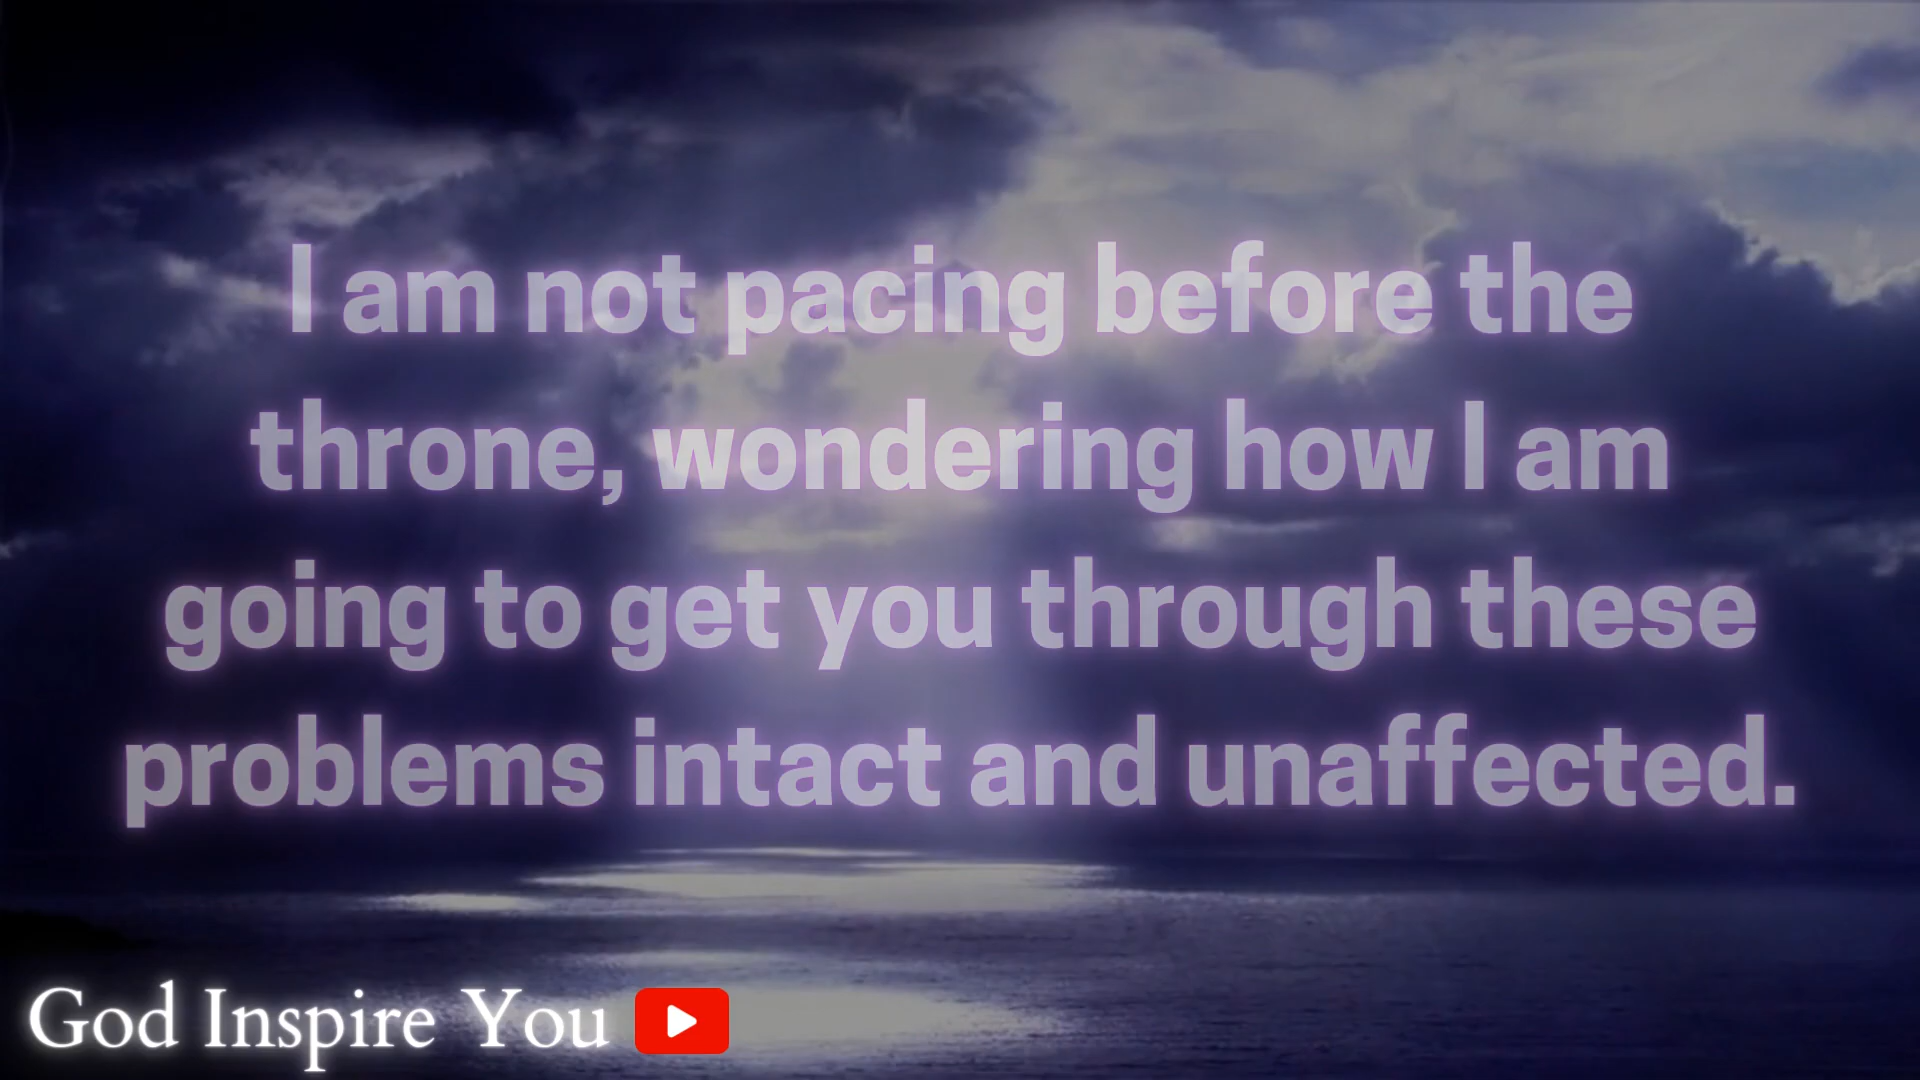 I am not pacing before the
throne, wondering how I am
going to get you through these
problems intact and unaffected.
God Inspire You